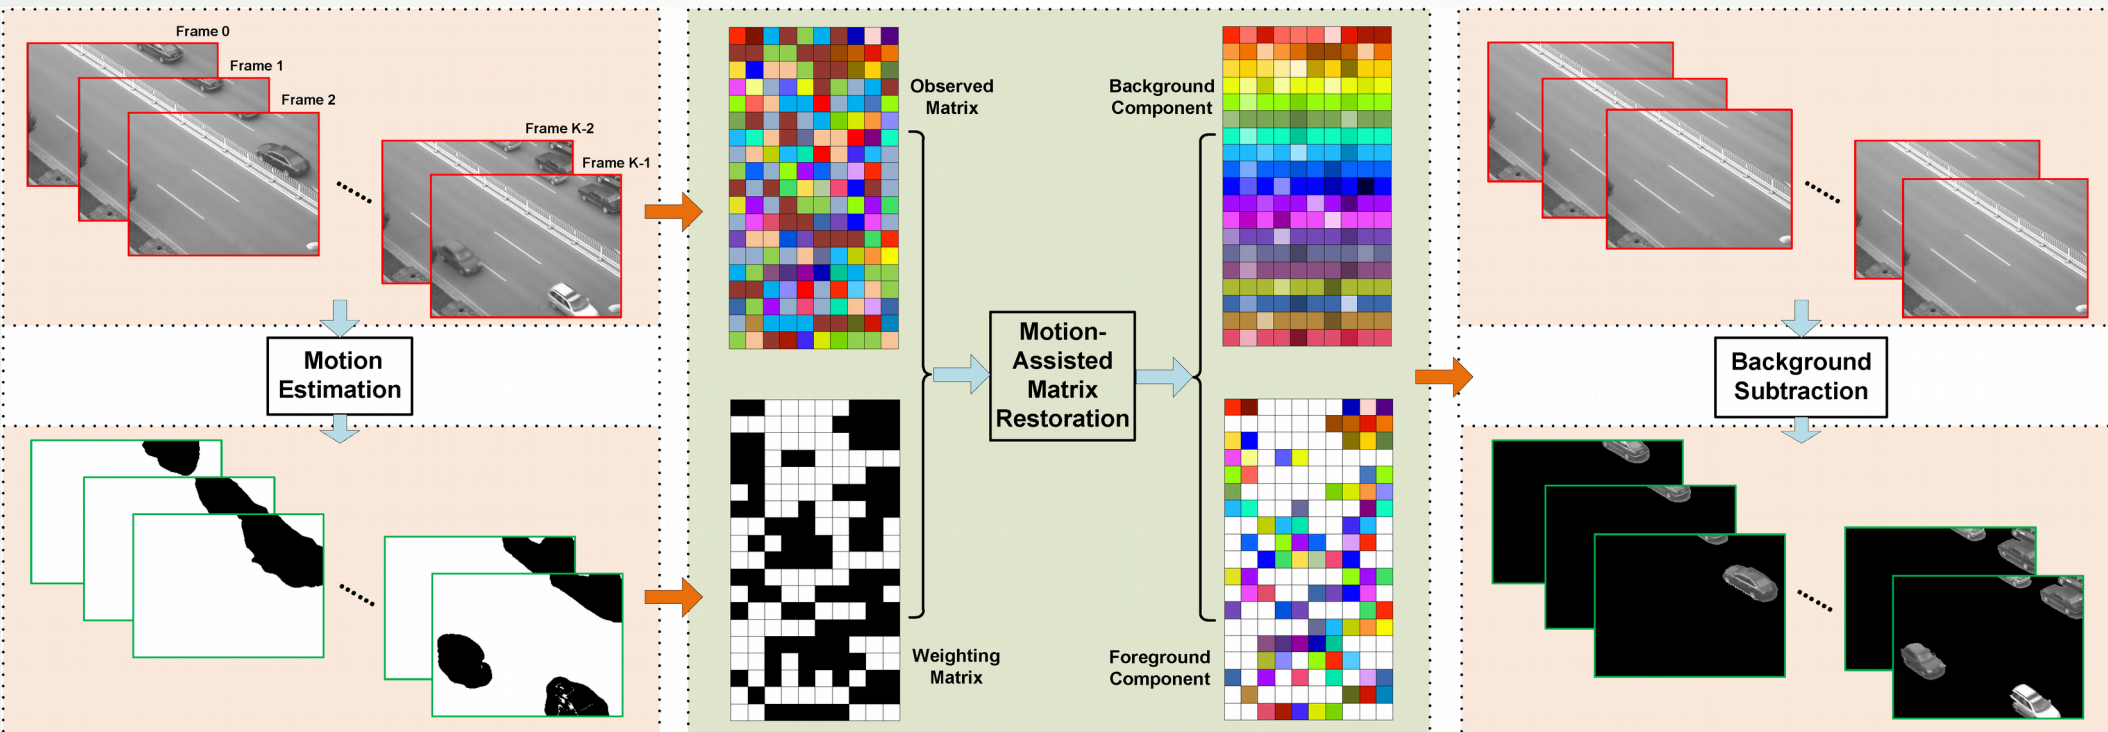 Frame 0
Frame 1
Frame 2
Frame K-2
Frame K-1
Motion
Estimation
Observed
Matrix
Weighting
Matrix
Motion-
Assisted
Matrix
Restoration
Background
Component
Foreground
Component
Background
Subtraction